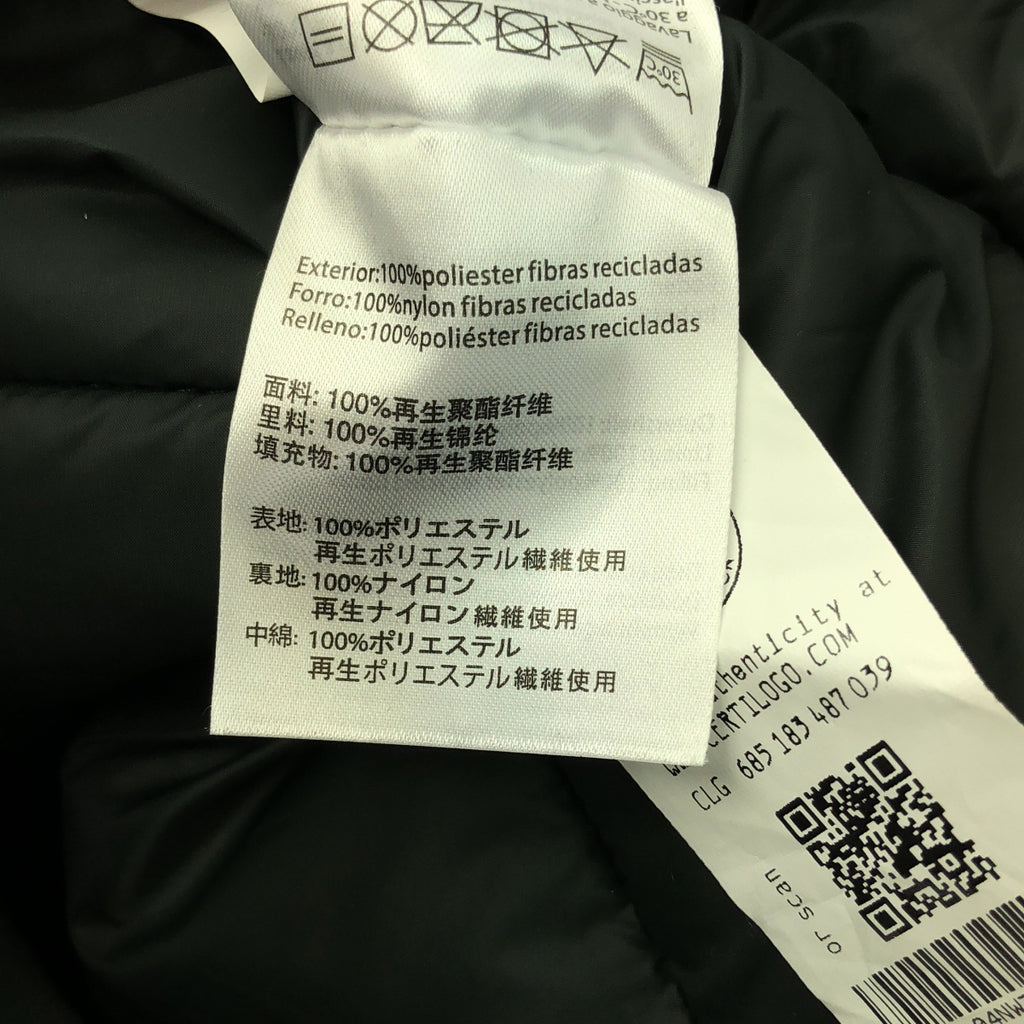 Lavaggio a
a 30°C
30°C
Exterior:100%poliester fibras recicladas
Forro:100%nylon fibras recicladas
Relleno:100%poliéster fibras recicladas
面料: 100%再生聚酯纤维
里料: 100%再生锦纶
填充物: 100%再生聚酯纤维
表地: 100%ポリエステル
再生ポリエステル繊維使用
裏地: 100%ナイロン
再生ナイロン繊維使用
中綿: 100%ポリエステル
再生ポリエステル繊維使用
at
CERTILOGO.COM
CLG 685 183 487 039
or scan